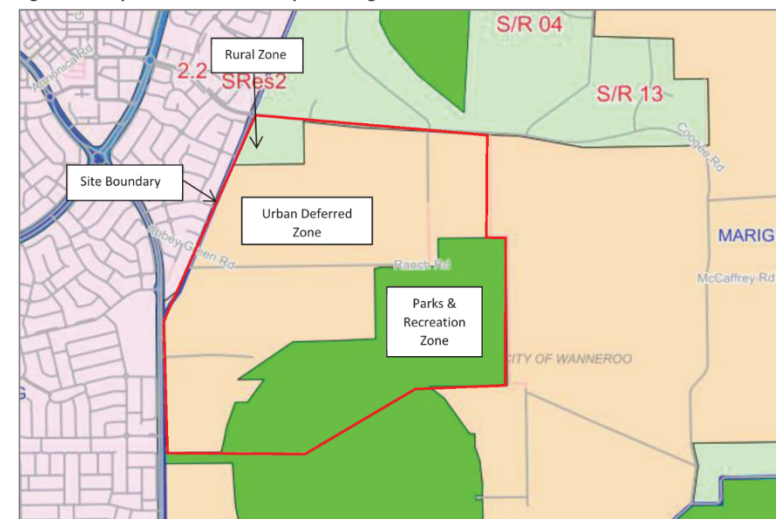 S/R 04
Rural Zone
2.2 SRes2
S/R 13
Coogee Rd
Site Boundary
Urban Deferred
Zone
MARIG
Abbey Green Rd
Raesh Rd
McCaffrey Rd
Parks &
Recreation
Zone
CITY OF WANNEROO